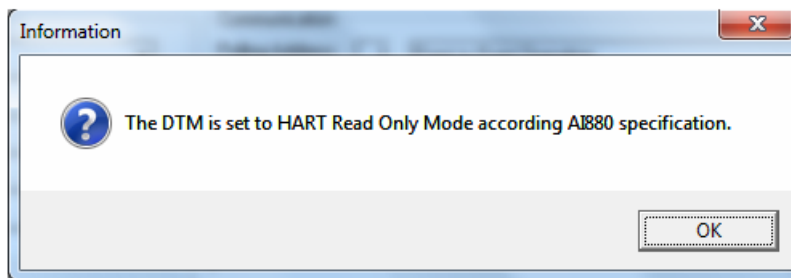 Information
The DTM is set to HART Read Only Mode according AI880 specification.
OK